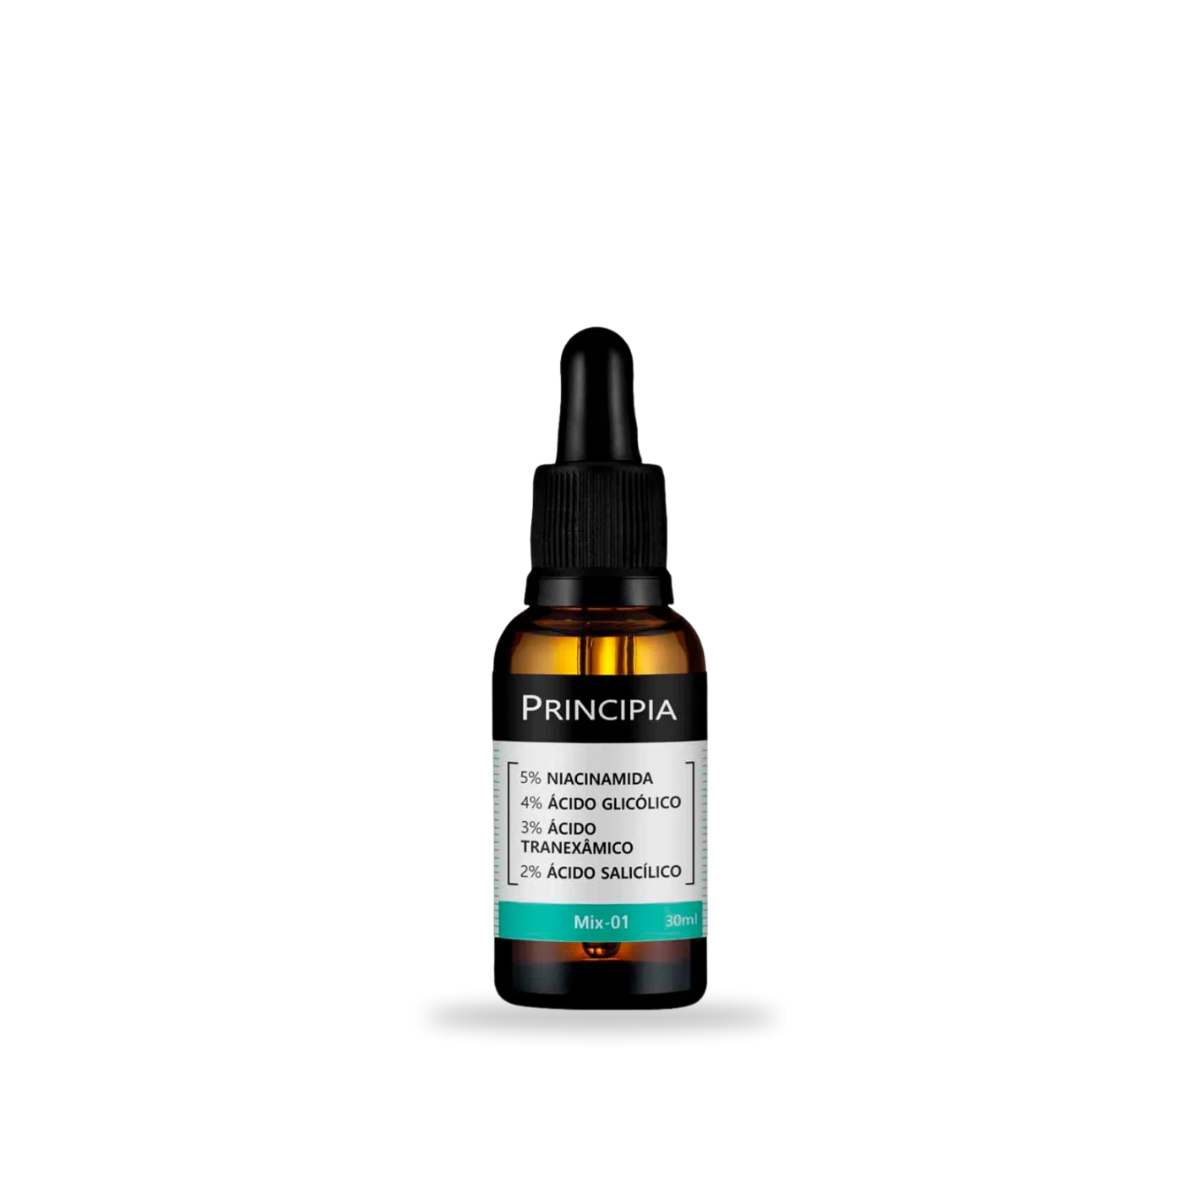 PRINCIPIA
5% NIACINAMIDA
4% ÁCIDO GLICÓLICO
3% ÁCIDO
TRANEXÂMICO
2% ÁCIDO SALICÍLICO
Mix-01 30ml